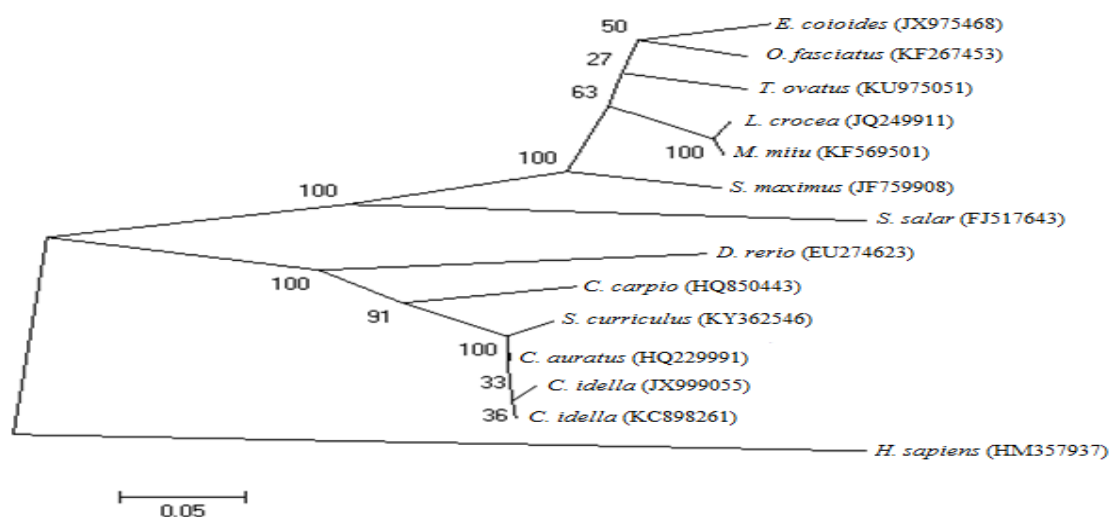 50
E. coioides (JX975468)
27
O. fasciatus (KF267453)
63
T. ovatus (KU975051)
L. crocea (JQ249911)
100
100
M. miiu (KF569501)
100
S. maximus (JF759908)
S. salar (FJ517643)
D. rerio (EU274623)
100
C. carpio (HQ850443)
91
S. curriculus (KY362546)
100
C. auratus (HQ229991)
33
C. idella (JX999055)
36
C. idella (KC898261)
H. sapiens (HM357937)
0.05